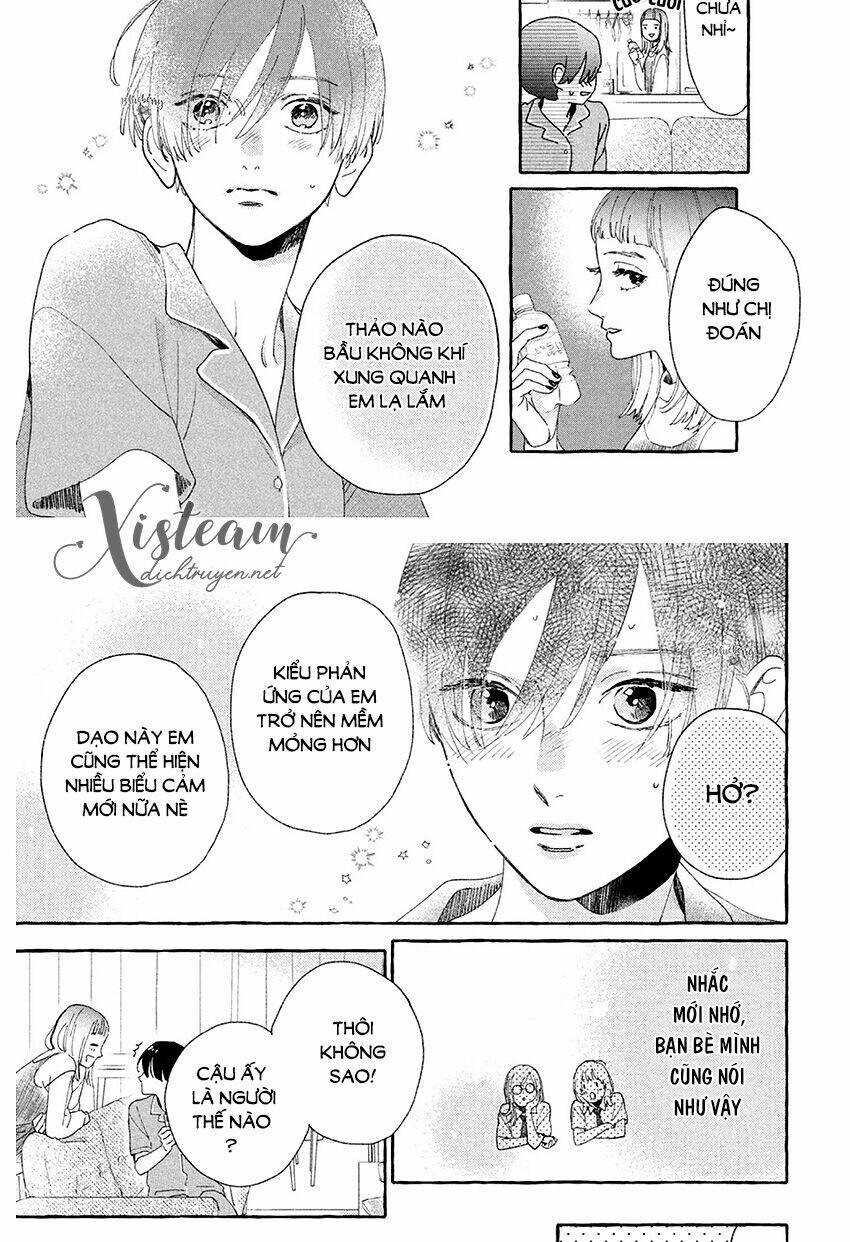 CHƯA
NHỈ~
ĐÚNG
NHƯ CHỊ
ĐOÁN
THẢO NÀO
BẦU KHÔNG KHÍ
XUNG QUANH
EM LẠ LẮM
Xisteam
dichtruyen.net
HỞ?
KIỂU PHẢN
ỨNG CỦA EM
TRỞ NÊN MỀM
MỎNG HƠN
DẠO NÀY EM
CŨNG THỂ HIỆN
NHIỀU BIỂU CẢM
MỚI NỮA NÈ
NHẮC
MỚI NHỚ,
BẠN BÈ MÌNH
CŨNG NÓI
NHƯ VẬY
THÔI
KHÔNG
SAO!
CẬU ẤY
LÀ NGƯỜI
THẾ NÀO
?